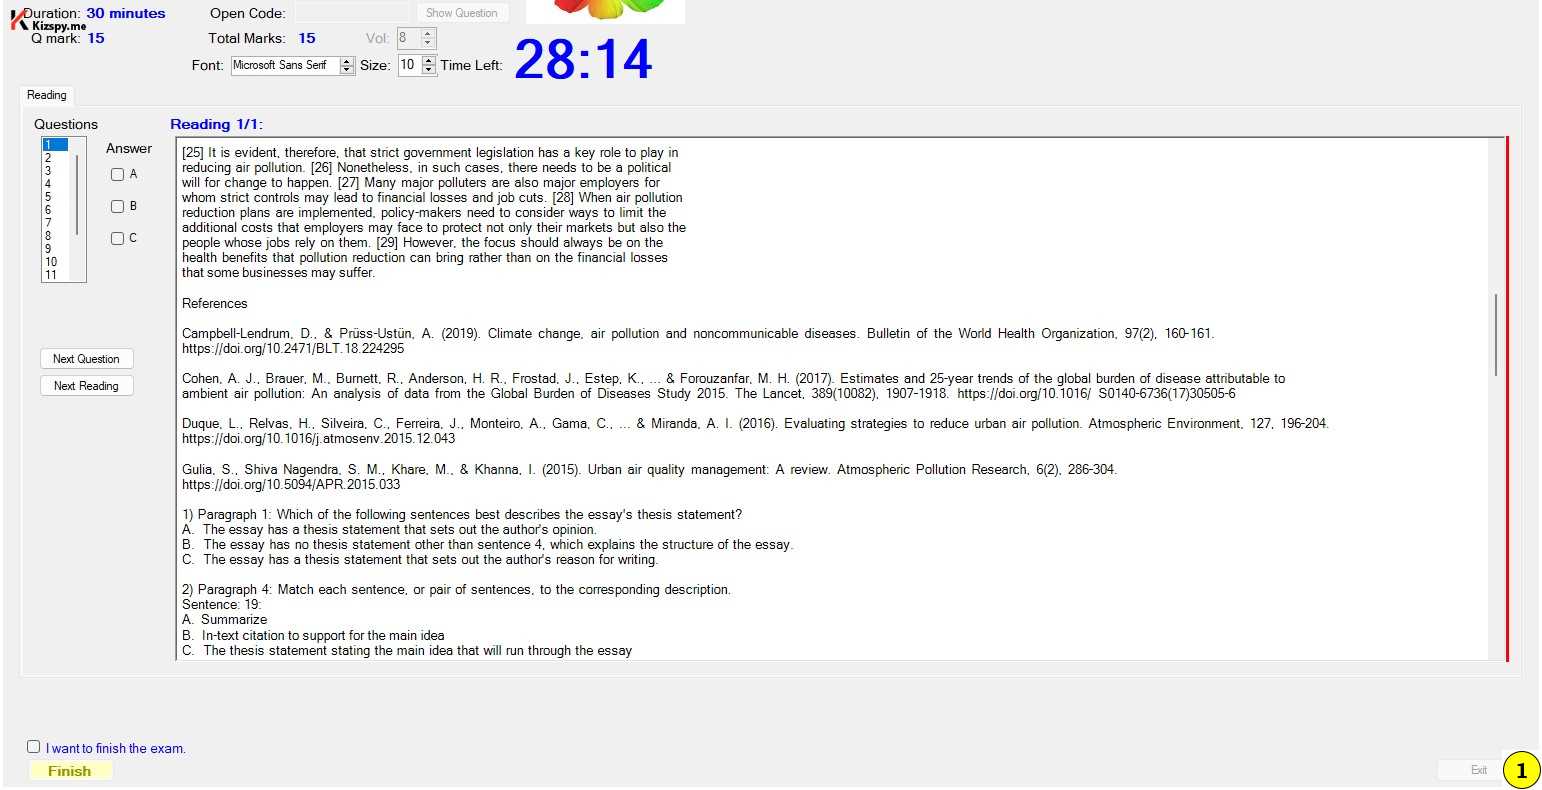 Duration: 30 minutes
Open Code:
Show Question
Kizspy.me
Q mark: 15
Total Marks: 15
Vol: 8
Font: Microsoft Sans Serif
Size: 10
Time Left: 28:14
Reading
Questions
Reading 1/1:
1
2
3
4
5
6
7
8
9
10
11
Answer
A
B
C
Next Question
Next Reading
[25] It is evident, therefore, that strict government legislation has a key role to play in
reducing air pollution. [26] Nonetheless, in such cases, there needs to be a political
will for change to happen. [27] Many major polluters are also major employers for
whom strict controls may lead to financial losses and job cuts. [28] When air pollution
reduction plans are implemented, policy-makers need to consider ways to limit the
additional costs that employers may face to protect not only their markets but also the
people whose jobs rely on them. [29] However, the focus should always be on the
health benefits that pollution reduction can bring rather than on the financial losses
that some businesses may suffer.
References
Campbell-Lendrum, D., & Prüss-Ustün, A. (2019). Climate change, air pollution and noncommunicable diseases. Bulletin of the World Health Organization, 97(2), 160-161.
https://doi.org/10.2471/BLT.18.224295
Cohen, A. J., Brauer, M., Burnett, R., Anderson, H. R., Frostad, J., Estep, K., ... & Forouzanfar, M. H. (2017). Estimates and 25-year trends of the global burden of disease attributable to
ambient air pollution: An analysis of data from the Global Burden of Diseases Study 2015. The Lancet, 389(10082), 1907-1918. https://doi.org/10.1016/ S0140-6736(17)30505-6
Duque, L., Relvas, H., Silveira, C., Ferreira, J., Monteiro, A., Gama, C., ... & Miranda, A. I. (2016). Evaluating strategies to reduce urban air pollution. Atmospheric Environment, 127, 196-204.
https://doi.org/10.1016/j.atmosenv.2015.12.043
Gulia, S., Shiva Nagendra, S. M., Khare, M., & Khanna, I. (2015). Urban air quality management: A review. Atmospheric Pollution Research, 6(2), 286-304.
https://doi.org/10.5094/APR.2015.033
1) Paragraph 1: Which of the following sentences best describes the essay's thesis statement?
A. The essay has a thesis statement that sets out the author's opinion.
B. The essay has no thesis statement other than sentence 4, which explains the structure of the essay.
C. The essay has a thesis statement that sets out the author's reason for writing.
2) Paragraph 4: Match each sentence, or pair of sentences, to the corresponding description.
Sentence: 19:
A. Summarize
B. In-text citation to support for the main idea
C. The thesis statement stating the main idea that will run through the essay
I want to finish the exam.
Finish
Exit
1